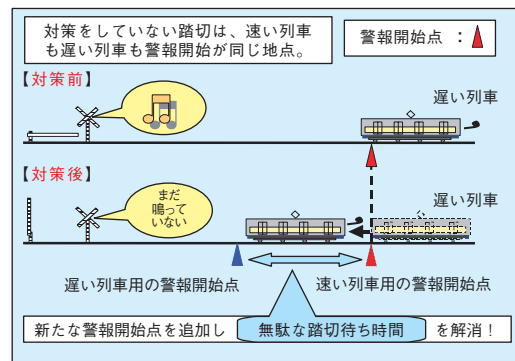 対策をしていない踏切は、速い列車
も遅い列車も警報開始が同じ地点。
警報開始点 :
【対策前】
遅い列車
【対策後】
まだ
鳴って
いない
遅い列車
遅い列車用の警報開始点
速い列車用の警報開始点
新たな警報開始点を追加し 無駄な踏切待ち時間 を解消!